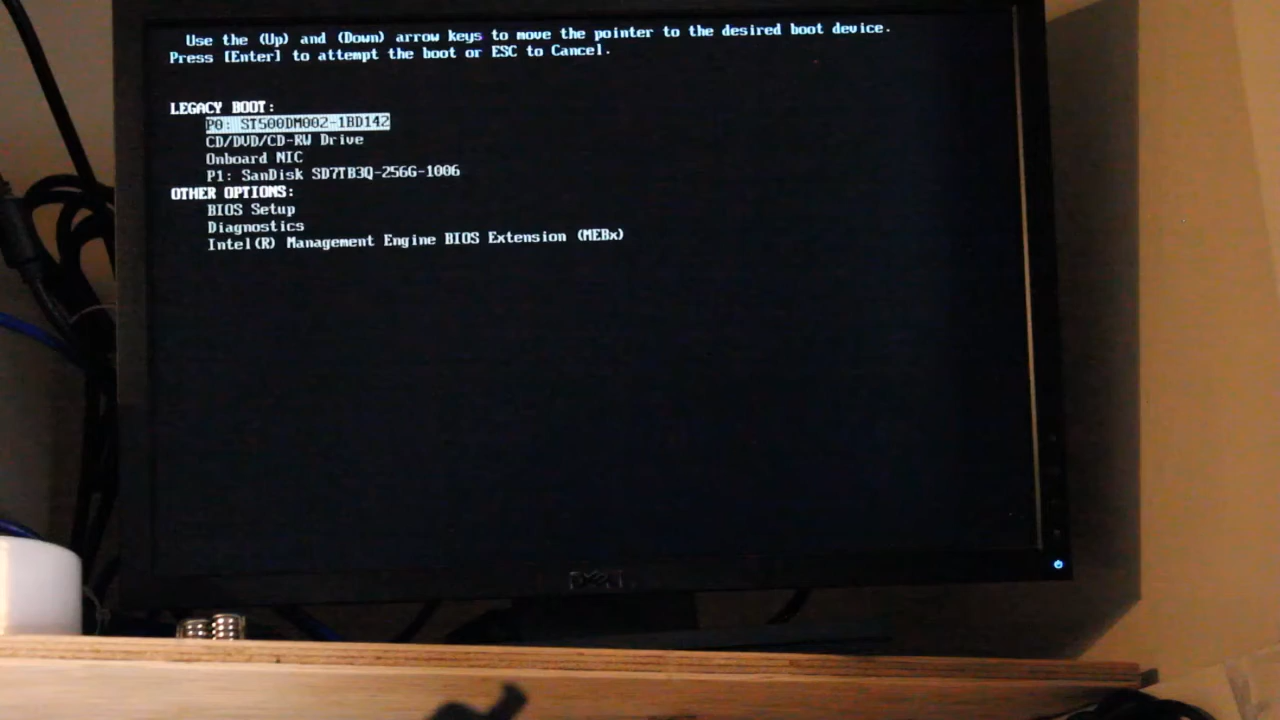 Use the (Up) and (Down) arrow keys to move the pointer to the desired boot device.
Press [Enter] to attempt the boot or ESC to Cancel.
LEGACY BOOT:
P0: ST500DM002-1BD142
CD/DVD/CD-RW Drive
Onboard NIC
P1: SanDisk SD7TB3Q-256G-1006
OTHER OPTIONS:
BIOS Setup
Diagnostics
Intel(R) Management Engine BIOS Extension (MEBx)
DELL